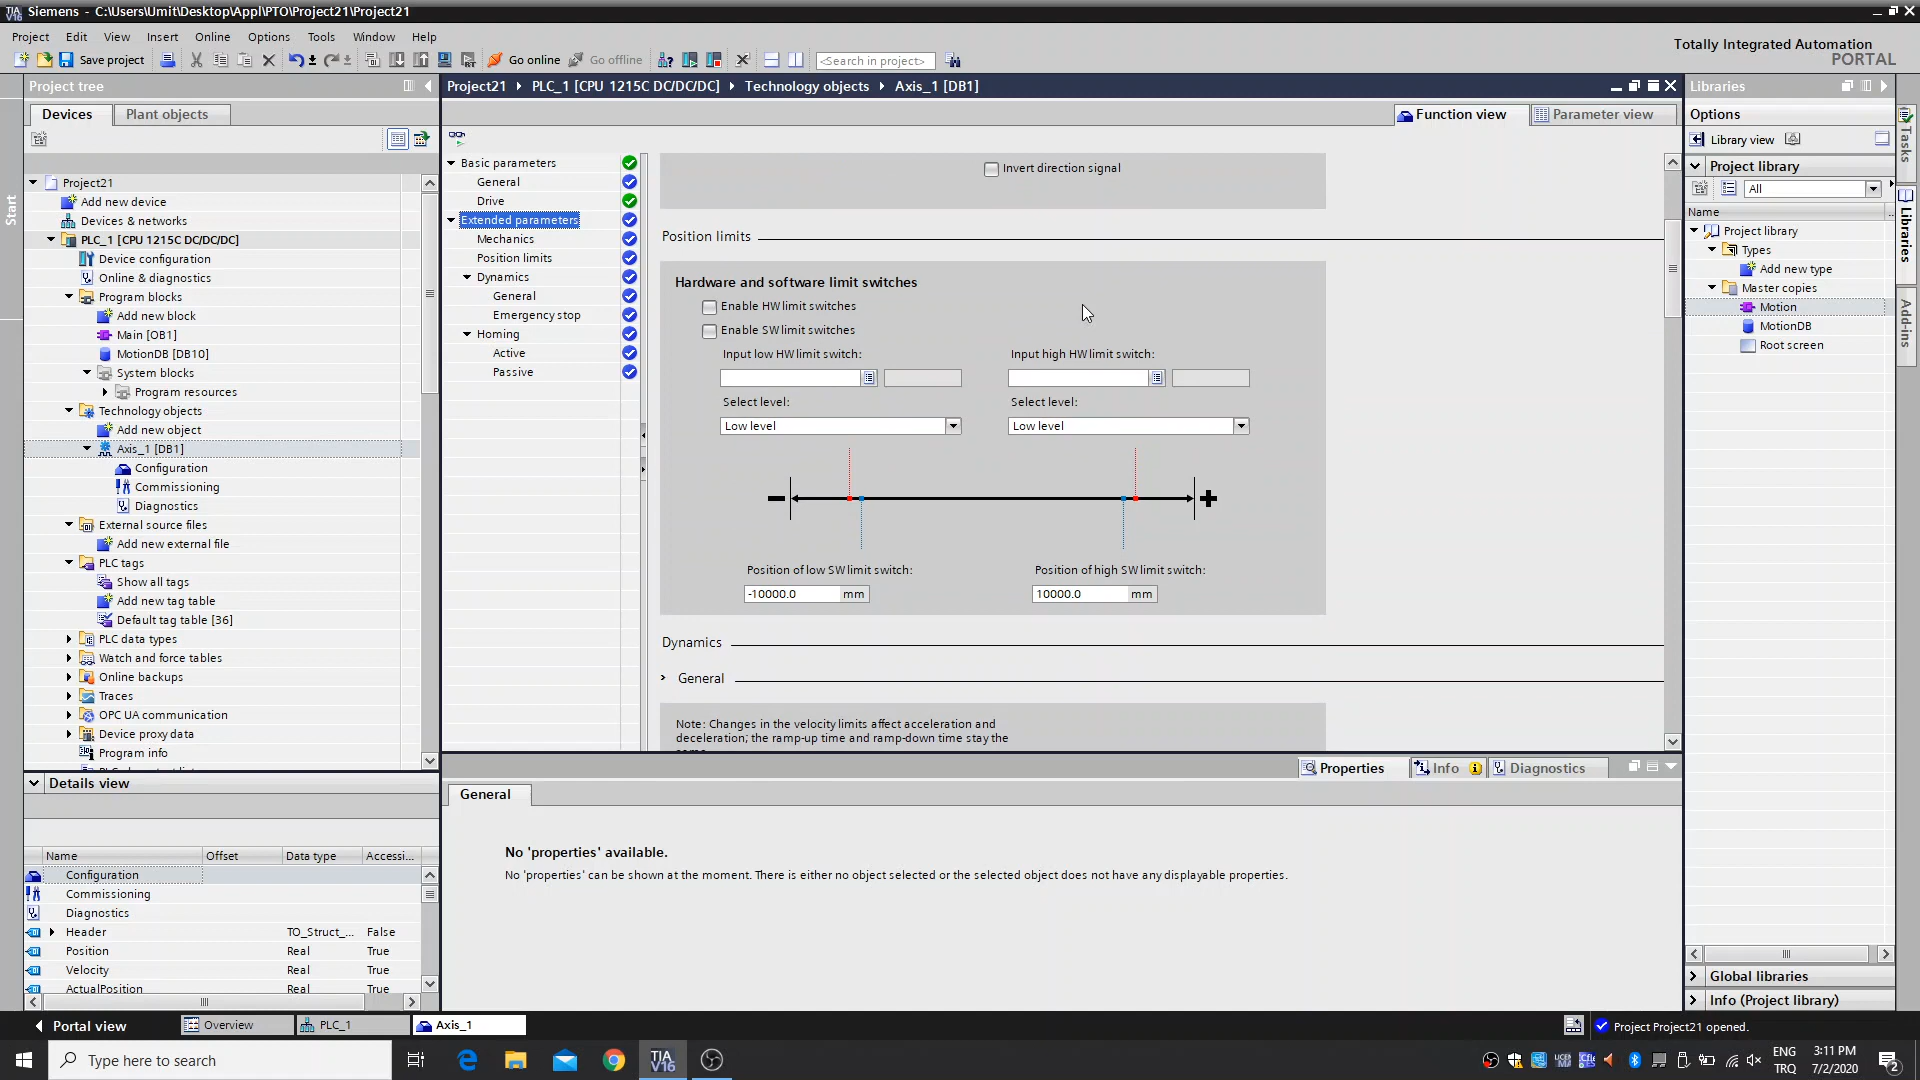 Siemens - C:\Users\Umit\Desktop\Appl\PTO\Project21\Project21
Project Edit View Insert Online Options Tools Window Help
Totally Integrated Automation
PORTAL
Save project
Go online
Go offline
<Search in project>
Project tree
Project21 PLC_1 [CPU 1215C DC/DC/DC] Technology objects Axis_1 [DB1]
Libraries
Devices
Plant objects
Function view
Parameter view
Options
Library view
Start
Project21
Add new device
Devices & networks
PLC_1 [CPU 1215C DC/DC/DC]
Device configuration
Online & diagnostics
Program blocks
Add new block
Main [OB1]
MotionDB [DB10]
System blocks
Program resources
Technology objects
Add new object
Axis_1 [DB1]
Configuration
Commissioning
Diagnostics
External source files
Add new external file
PLC tags
Show all tags
Add new tag table
Default tag table [36]
PLC data types
Watch and force tables
Online backups
Traces
OPC UA communication
Device proxy data
Program info
Basic parameters
General
Drive
Extended parameters
Mechanics
Position limits
Dynamics
General
Emergency stop
Homing
Active
Passive
Invert direction signal
Position limits
Hardware and software limit switches
Enable HW limit switches
Enable SW limit switches
Input low HW limit switch: Input high HW limit switch:
Select level: Select level:
Low level Low level
Position of low SW limit switch: Position of high SW limit switch:
-10000.0 mm 10000.0 mm
Dynamics
General
Note: Changes in the velocity limits affect acceleration and
deceleration; the ramp-up time and ramp-down time stay the
Project library
All
Name
Project library
Types
Add new type
Master copies
Motion
MotionDB
Root screen
Tasks
Libraries
Add-ins
Details view
Name Offset Data type Accessi...
Configuration
Commissioning
Diagnostics
Header TO_Struct_... False
Position Real True
Velocity Real True
ActualPosition Real True
Properties
Info
Diagnostics
General
No 'properties' available.
No 'properties' can be shown at the moment. There is either no object selected or the selected object does not have any displayable properties.
Global libraries
Info (Project library)
Portal view
Overview
PLC_1
Axis_1
Project Project21 opened.
Type here to search
TIA V16
ENG
TRQ
3:11 PM
7/2/2020
2